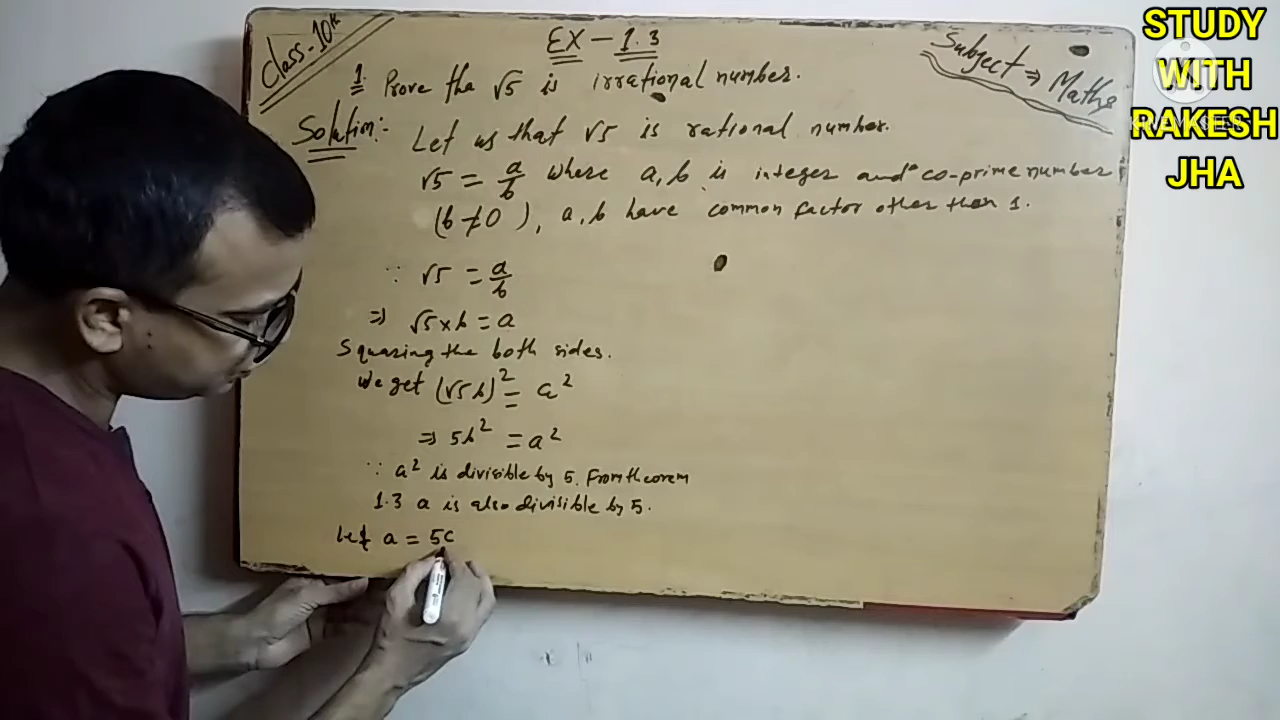 Class-10th
EX-1.3
Subject ⇒ Maths
1. Prove tha √5 is irrational number.
Solution:- Let us that √5 is rational number.
√5 = a/b where a, b is integer and co-prime number
(b ≠ 0), a, b have common factor other then 1.
∵ √5 = a/b
⇒ √5 × b = a
Squaring the both sides.
We get (√5b)² = a²
⇒ 5b² = a²
∵ a² is divisible by 5. From theorem
1.3 a is also divisible by 5.
let a = 5c
STUDY
WITH
RAKESH
JHA